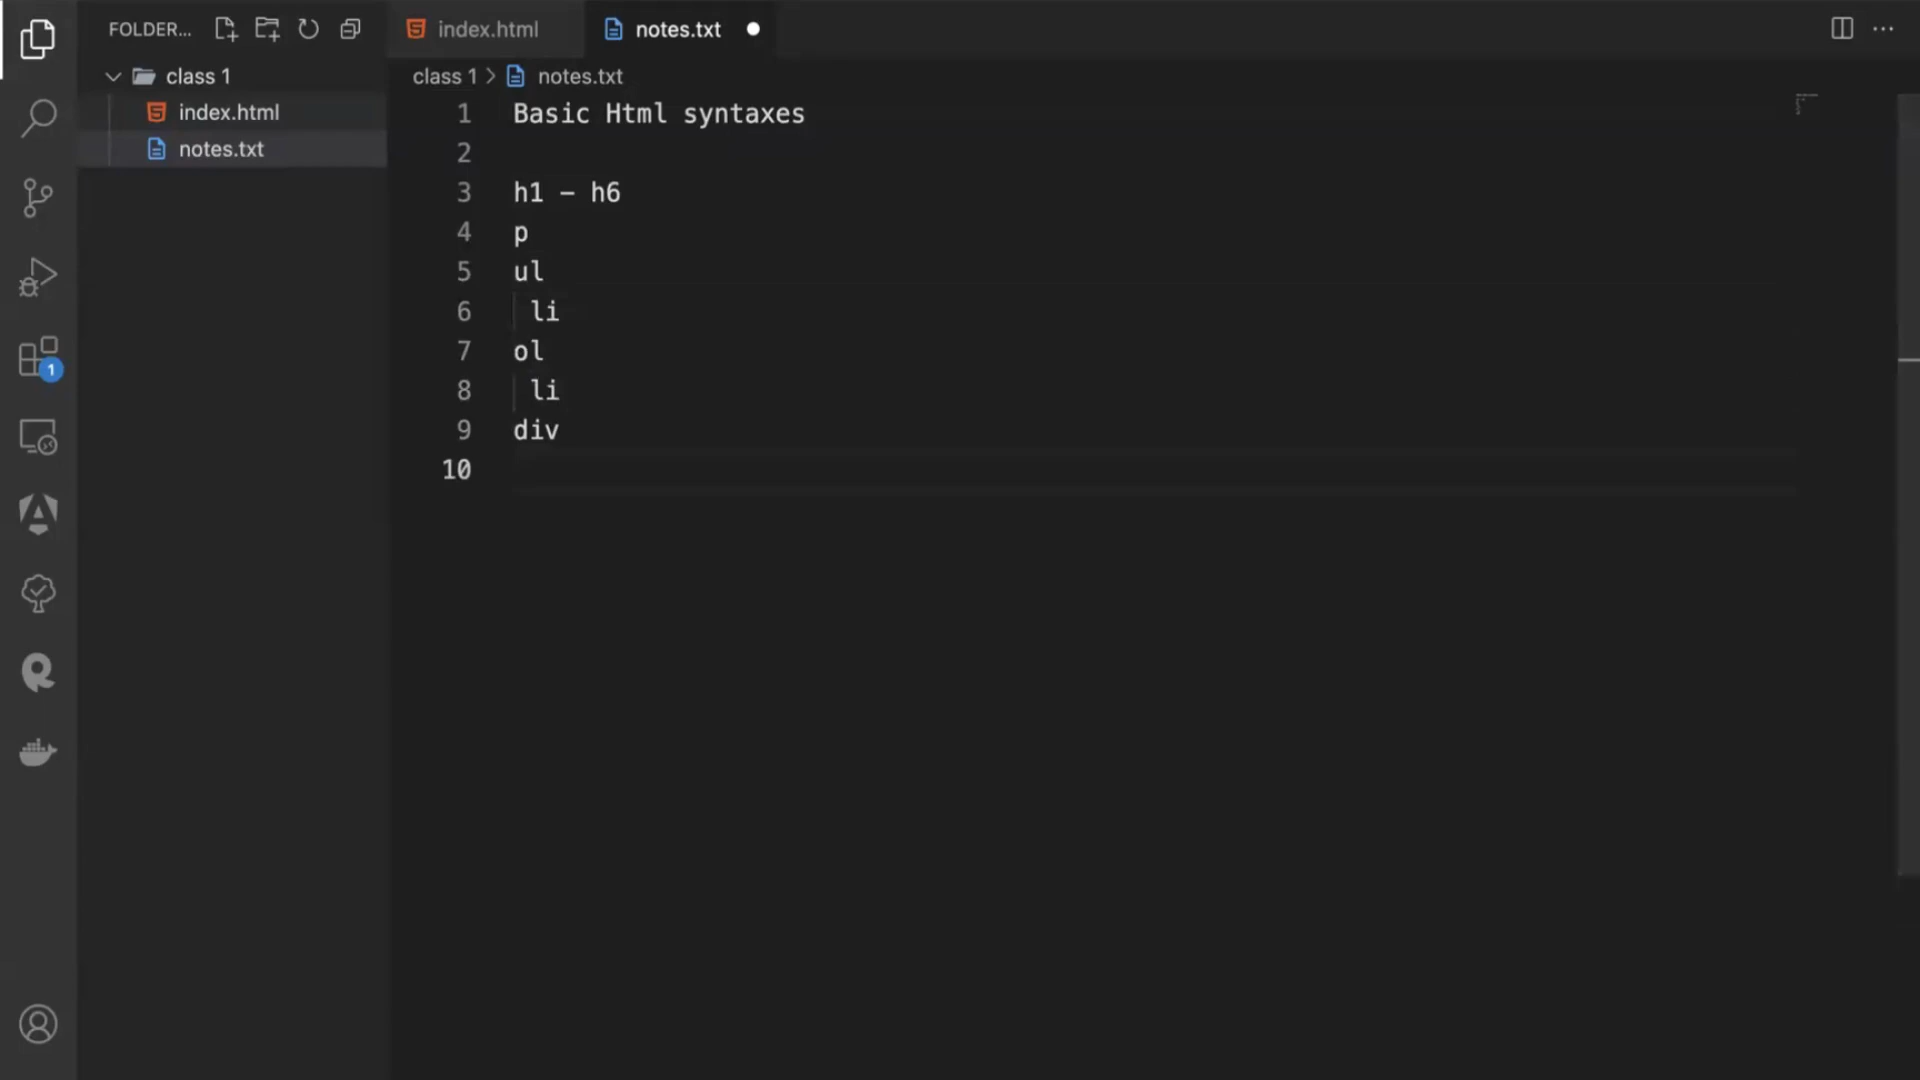 FOLDER...
index.html
notes.txt
class 1
class 1 > notes.txt
index.html
notes.txt
1 Basic Html syntaxes
2
3 h1 - h6
4 p
5 ul
6 li
7 ol
8 li
9 div
10
1